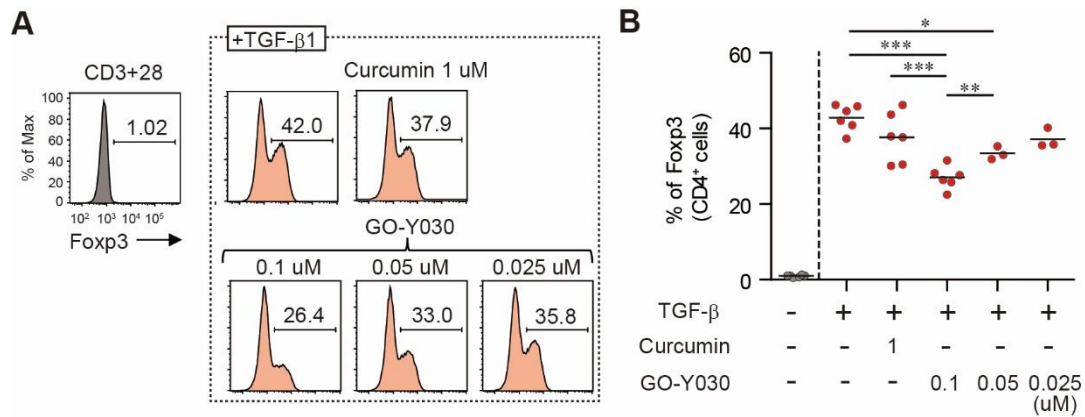 A
+TGF-β1
CD3+28
Curcumin 1 uM
% of Max
100
80
60
40
20
0
1.02
10² 10³ 10⁴ 10⁵
Foxp3
42.0
37.9
GO-Y030
0.1 uM 0.05 uM 0.025 uM
26.4
33.0
35.8
B
*
***
***
**
% of Foxp3
(CD4⁺ cells)
60
40
20
0
TGF-β - + + + + +
Curcumin - - 1 - - -
GO-Y030 - - - 0.1 0.05 0.025
(uM)